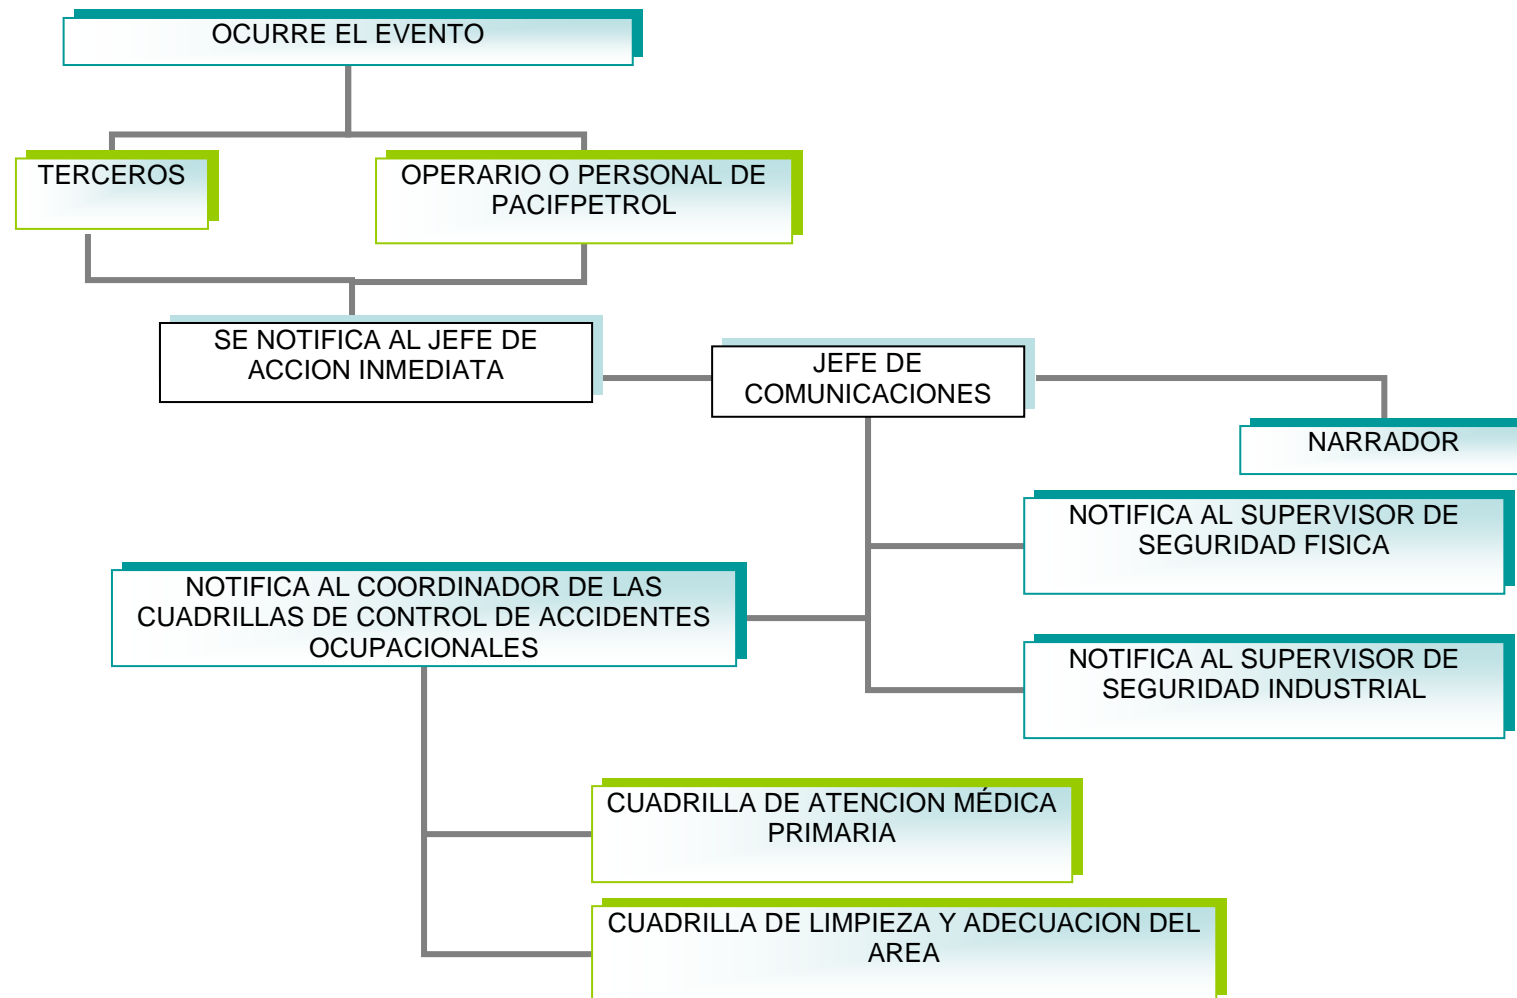 OCURRE EL EVENTO
TERCEROS
OPERARIO O PERSONAL DE
PACIFPETROL
SE NOTIFICA AL JEFE DE
ACCION INMEDIATA
JEFE DE
COMUNICACIONES
NARRADOR
NOTIFICA AL SUPERVISOR DE
SEGURIDAD FISICA
NOTIFICA AL COORDINADOR DE LAS
CUADRILLAS DE CONTROL DE ACCIDENTES
OCUPACIONALES
NOTIFICA AL SUPERVISOR DE
SEGURIDAD INDUSTRIAL
CUADRILLA DE ATENCION MÉDICA
PRIMARIA
CUADRILLA DE LIMPIEZA Y ADECUACION DEL
AREA